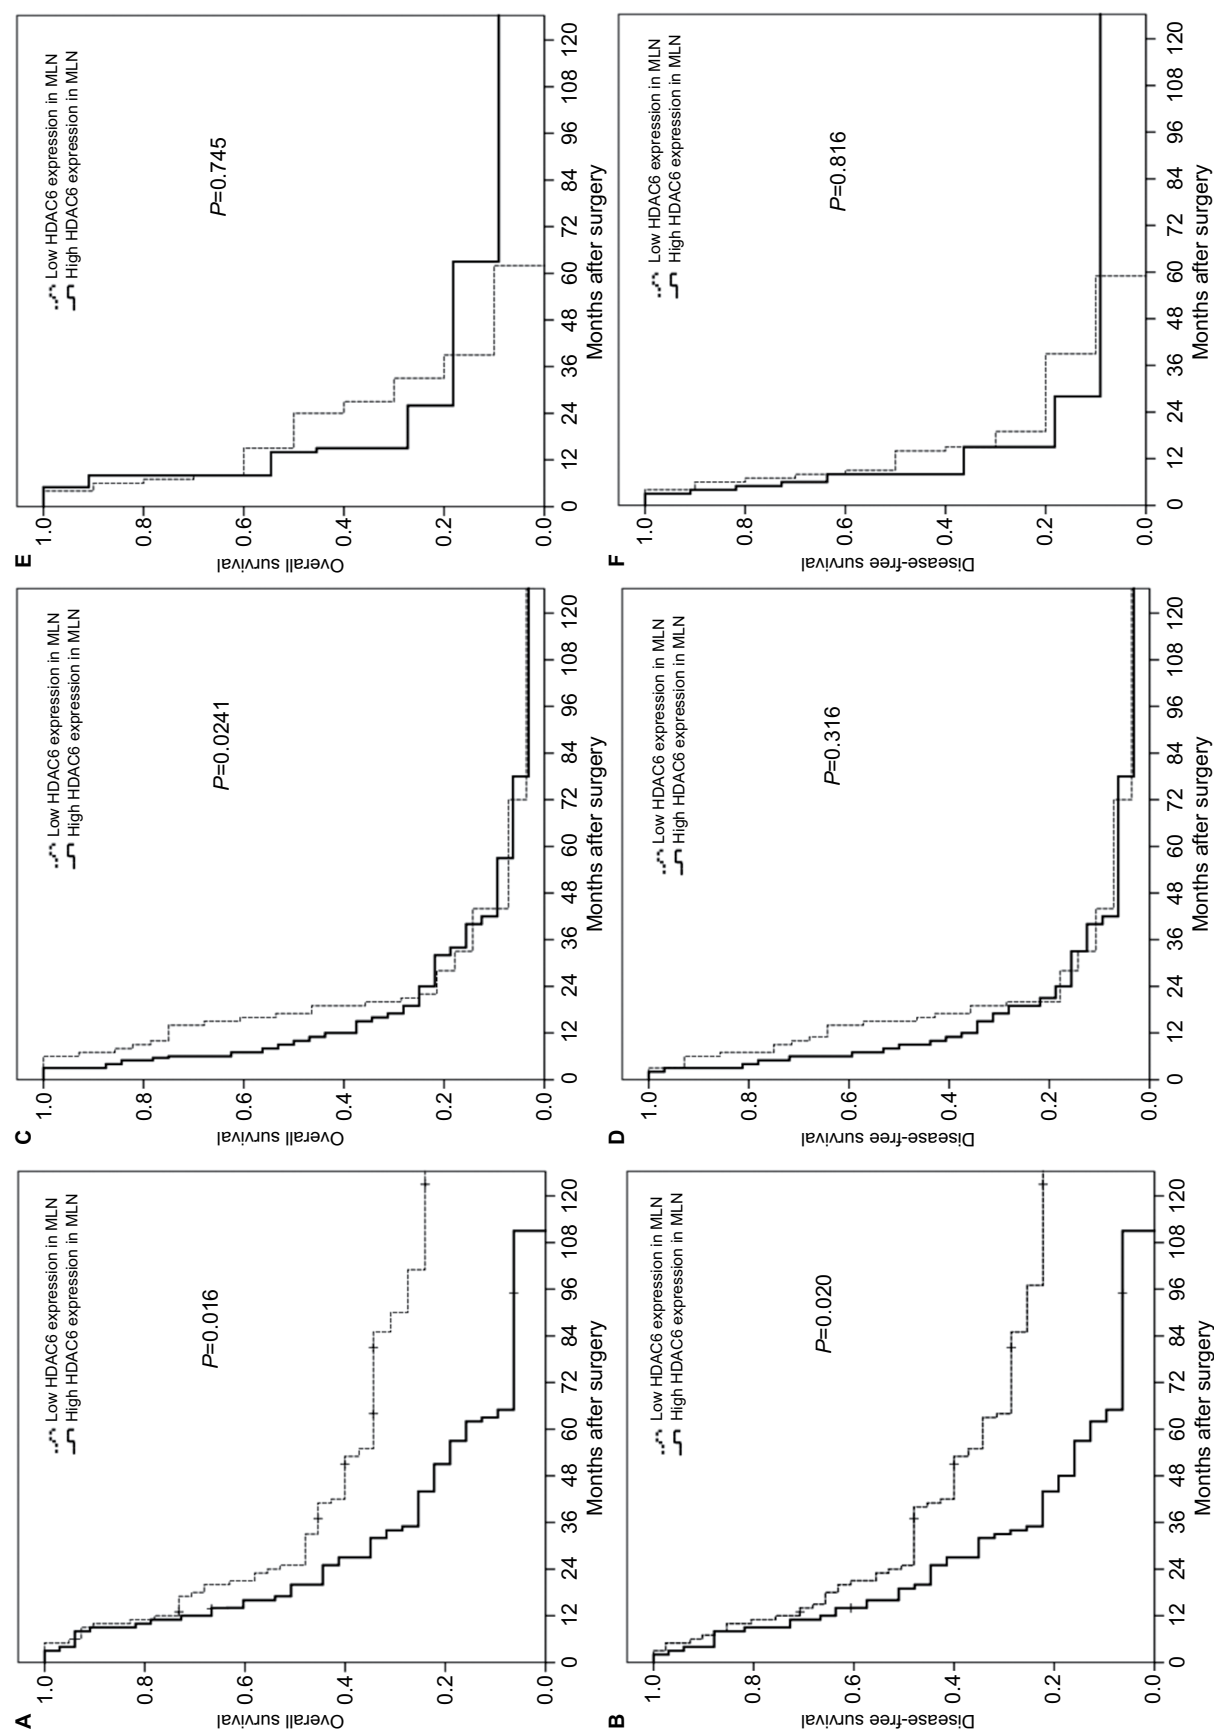 A
Overall survival
1.0
0.8
0.6
0.4
0.2
0.0
Low HDAC6 expression in MLN
High HDAC6 expression in MLN
P=0.016
0 12 24 36 48 60 72 84 96 108 120
Months after surgery
B
Disease-free survival
1.0
0.8
0.6
0.4
0.2
0.0
Low HDAC6 expression in MLN
High HDAC6 expression in MLN
P=0.020
0 12 24 36 48 60 72 84 96 108 120
Months after surgery
C
Overall survival
1.0
0.8
0.6
0.4
0.2
0.0
Low HDAC6 expression in MLN
High HDAC6 expression in MLN
P=0.0241
0 12 24 36 48 60 72 84 96 108 120
Months after surgery
D
Disease-free survival
1.0
0.8
0.6
0.4
0.2
0.0
Low HDAC6 expression in MLN
High HDAC6 expression in MLN
P=0.316
0 12 24 36 48 60 72 84 96 108 120
Months after surgery
E
Overall survival
1.0
0.8
0.6
0.4
0.2
0.0
Low HDAC6 expression in MLN
High HDAC6 expression in MLN
P=0.745
0 12 24 36 48 60 72 84 96 108 120
Months after surgery
F
Disease-free survival
1.0
0.8
0.6
0.4
0.2
0.0
Low HDAC6 expression in MLN
High HDAC6 expression in MLN
P=0.816
0 12 24 36 48 60 72 84 96 108 120
Months after surgery